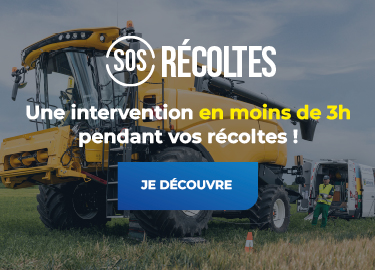 SOS RÉCOLTES
Une intervention en moins de 3h
pendant vos récoltes !
JE DÉCOUVRE